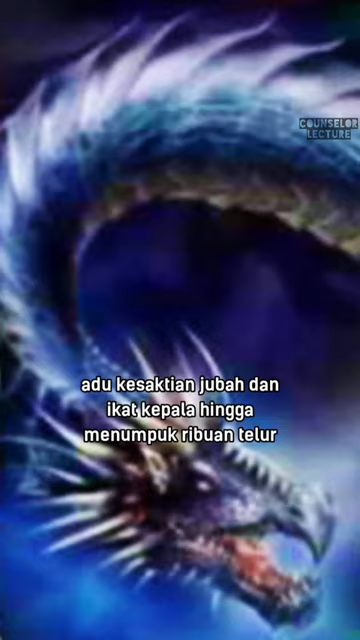 COUNSELOR
LECTURE
adu kesaktian jubah dan
ikat kepala hingga
menumpuk ribuan telur